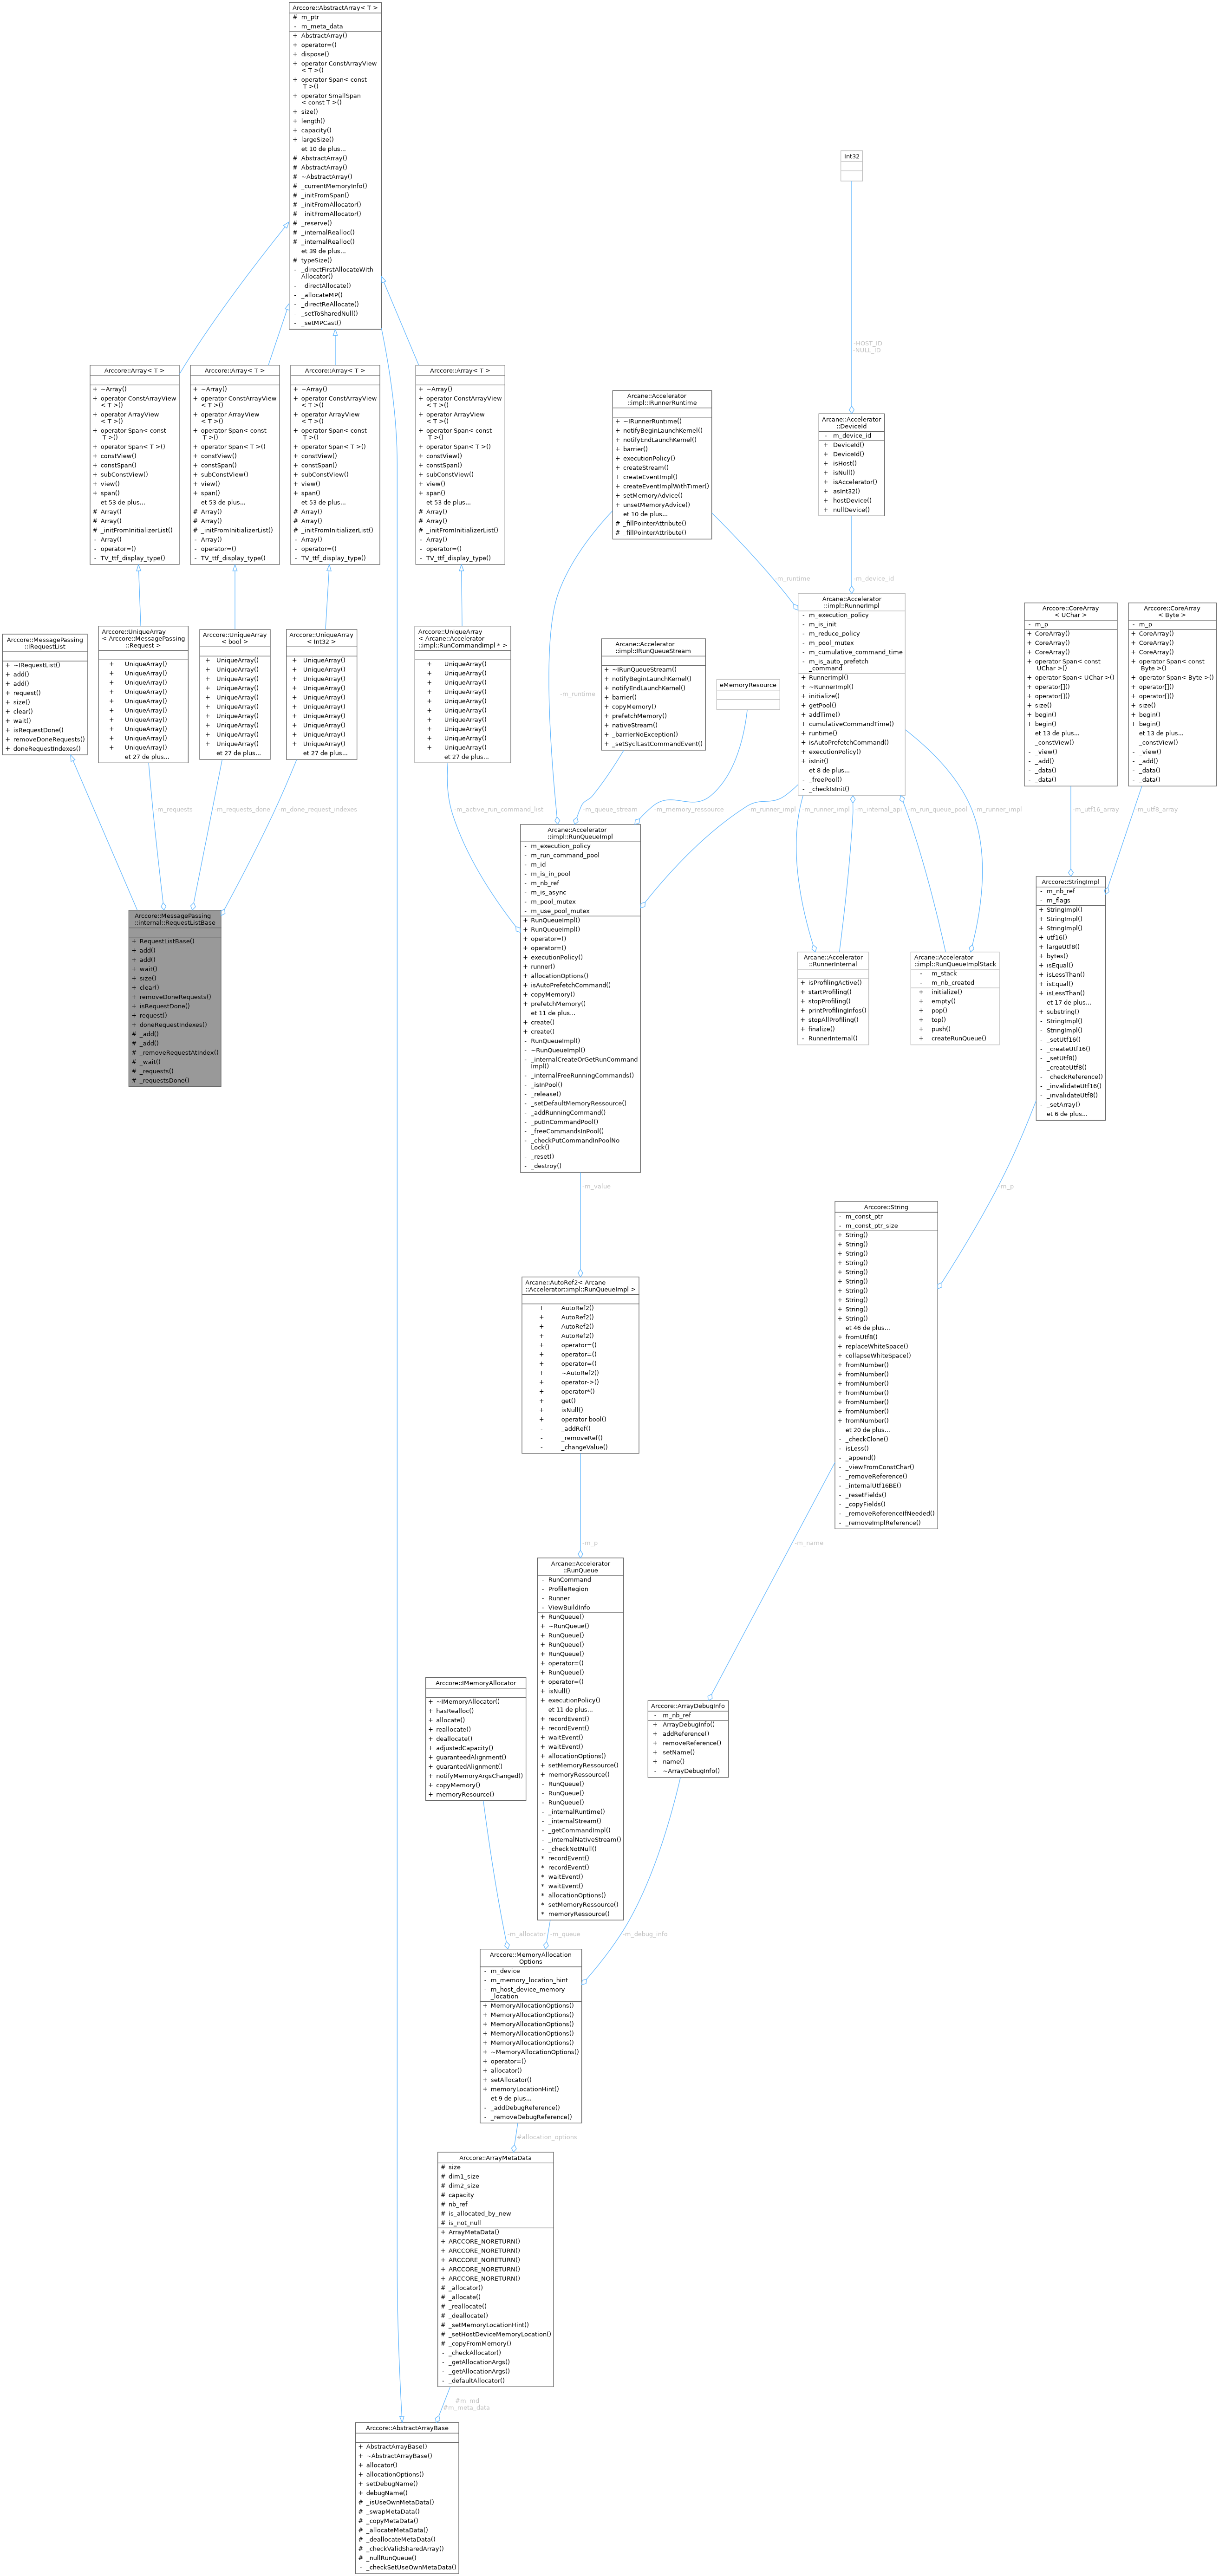 Arccore::AbstractArray< T >
# m_ptr
- m_meta_data
+ AbstractArray()
+ operator=()
+ dispose()
+ operator ConstArrayView
< T >()
+ operator Span< const
T >()
+ operator SmallSpan
< const T >()
+ size()
+ length()
+ capacity()
+ largeSize()
et 10 de plus...
# AbstractArray()
# AbstractArray()
# ~AbstractArray()
# _currentMemoryInfo()
# _initFromSpan()
# _initFromAllocator()
# _initFromAllocator()
# _reserve()
# _internalRealloc()
# _internalRealloc()
et 39 de plus...
# typeSize()
- _directFirstAllocateWith
Allocator()
- _directAllocate()
- _allocateMP()
- _directReAllocate()
- _setToSharedNull()
- _setMPCast()
Int32
-HOST_ID
-NULL_ID
Arccore::Array< T >
+ ~Array()
+ operator ConstArrayView
< T >()
+ operator ArrayView
< T >()
+ operator Span< const
T >()
+ operator Span< T >()
+ constView()
+ constSpan()
+ subConstView()
+ view()
+ span()
et 53 de plus...
# Array()
# Array()
# _initFromInitializerList()
- Array()
- operator=()
- TV_ttf_display_type()
Arccore::Array< T >
+ ~Array()
+ operator ConstArrayView
< T >()
+ operator ArrayView
< T >()
+ operator Span< const
T >()
+ operator Span< T >()
+ constView()
+ constSpan()
+ subConstView()
+ view()
+ span()
et 53 de plus...
# Array()
# Array()
# _initFromInitializerList()
- Array()
- operator=()
- TV_ttf_display_type()
Arccore::Array< T >
+ ~Array()
+ operator ConstArrayView
< T >()
+ operator ArrayView
< T >()
+ operator Span< const
T >()
+ operator Span< T >()
+ constView()
+ constSpan()
+ subConstView()
+ view()
+ span()
et 53 de plus...
# Array()
# Array()
# _initFromInitializerList()
- Array()
- operator=()
- TV_ttf_display_type()
Arccore::Array< T >
+ ~Array()
+ operator ConstArrayView
< T >()
+ operator ArrayView
< T >()
+ operator Span< const
T >()
+ operator Span< T >()
+ constView()
+ constSpan()
+ subConstView()
+ view()
+ span()
et 53 de plus...
# Array()
# Array()
# _initFromInitializerList()
- Array()
- operator=()
- TV_ttf_display_type()
Arcane::Accelerator
::impl::IRunnerRuntime
+ ~IRunnerRuntime()
+ notifyBeginLaunchKernel()
+ notifyEndLaunchKernel()
+ barrier()
+ executionPolicy()
+ createStream()
+ createEventImpl()
+ createEventImplWithTimer()
+ setMemoryAdvice()
+ unsetMemoryAdvice()
et 10 de plus...
# _fillPointerAttribute()
# _fillPointerAttribute()
Arcane::Accelerator
::DeviceId
- m_device_id
+ DeviceId()
+ DeviceId()
+ isHost()
+ isNull()
+ isAccelerator()
+ asInt32()
+ hostDevice()
+ nullDevice()
-m_runtime
-m_device_id
Arccore::MessagePassing
::IRequestList
+ ~IRequestList()
+ add()
+ add()
+ request()
+ size()
+ clear()
+ wait()
+ isRequestDone()
+ removeDoneRequests()
+ doneRequestIndexes()
Arccore::UniqueArray
< Arccore::MessagePassing
::Request >
+ UniqueArray()
+ UniqueArray()
+ UniqueArray()
+ UniqueArray()
+ UniqueArray()
+ UniqueArray()
+ UniqueArray()
+ UniqueArray()
+ UniqueArray()
+ UniqueArray()
et 27 de plus...
Arccore::UniqueArray
< bool >
+ UniqueArray()
+ UniqueArray()
+ UniqueArray()
+ UniqueArray()
+ UniqueArray()
+ UniqueArray()
+ UniqueArray()
+ UniqueArray()
+ UniqueArray()
+ UniqueArray()
et 27 de plus...
Arccore::UniqueArray
< Int32 >
+ UniqueArray()
+ UniqueArray()
+ UniqueArray()
+ UniqueArray()
+ UniqueArray()
+ UniqueArray()
+ UniqueArray()
+ UniqueArray()
+ UniqueArray()
+ UniqueArray()
et 27 de plus...
Arccore::UniqueArray
< Arcane::Accelerator
::impl::RunCommandImpl * >
+ UniqueArray()
+ UniqueArray()
+ UniqueArray()
+ UniqueArray()
+ UniqueArray()
+ UniqueArray()
+ UniqueArray()
+ UniqueArray()
+ UniqueArray()
+ UniqueArray()
et 27 de plus...
-m_runtime
Arcane::Accelerator
::impl::IRunQueueStream
+ ~IRunQueueStream()
+ notifyBeginLaunchKernel()
+ notifyEndLaunchKernel()
+ barrier()
+ copyMemory()
+ prefetchMemory()
+ nativeStream()
+ _barrierNoException()
+ _setSyclLastCommandEvent()
eMemoryResource
Arcane::Accelerator
::impl::RunnerImpl
- m_execution_policy
- m_is_init
- m_reduce_policy
- m_pool_mutex
- m_cumulative_command_time
- m_is_auto_prefetch
_command
+ RunnerImpl()
+ ~RunnerImpl()
+ initialize()
+ getPool()
+ addTime()
+ cumulativeCommandTime()
+ runtime()
+ isAutoPrefetchCommand()
+ executionPolicy()
+ isInit()
et 8 de plus...
- _freePool()
- _checkIsInit()
Arccore::CoreArray
< UChar >
- m_p
+ CoreArray()
+ CoreArray()
+ CoreArray()
+ operator Span< const
UChar >()
+ operator Span< UChar >()
+ operator[]()
+ operator[]()
+ size()
+ begin()
+ begin()
et 13 de plus...
- _constView()
- _view()
- _add()
- _data()
- _data()
Arccore::CoreArray
< Byte >
- m_p
+ CoreArray()
+ CoreArray()
+ CoreArray()
+ operator Span< const
Byte >()
+ operator Span< Byte >()
+ operator[]()
+ operator[]()
+ size()
+ begin()
+ begin()
et 13 de plus...
- _constView()
- _view()
- _add()
- _data()
- _data()
-m_requests
-m_requests_done
-m_done_request_indexes
-m_active_run_command_list
-m_queue_stream
-m_memory_ressource
-m_runner_impl
-m_runner_impl
-m_internal_api
-m_run_queue_pool
-m_runner_impl
-m_utf16_array
-m_utf8_array
Arccore::MessagePassing
::internal::RequestListBase
+ RequestListBase()
+ add()
+ add()
+ wait()
+ size()
+ clear()
+ removeDoneRequests()
+ isRequestDone()
+ request()
+ doneRequestIndexes()
# _add()
# _add()
# _removeRequestAtIndex()
# _wait()
# _requests()
# _requestsDone()
Arcane::Accelerator
::impl::RunQueueImpl
- m_execution_policy
- m_run_command_pool
- m_id
- m_is_in_pool
- m_nb_ref
- m_is_async
- m_pool_mutex
- m_use_pool_mutex
+ RunQueueImpl()
+ RunQueueImpl()
+ operator=()
+ operator=()
+ executionPolicy()
+ runner()
+ allocationOptions()
+ isAutoPrefetchCommand()
+ copyMemory()
+ prefetchMemory()
et 11 de plus...
+ create()
+ create()
- RunQueueImpl()
- ~RunQueueImpl()
- _internalCreateOrGetRunCommand
Impl()
- _internalFreeRunningCommands()
- _isInPool()
- _release()
- _setDefaultMemoryRessource()
- _addRunningCommand()
- _putInCommandPool()
- _freeCommandsInPool()
- _checkPutCommandInPoolNo
Lock()
- _reset()
- _destroy()
Arcane::Accelerator
::RunnerInternal
+ isProfilingActive()
+ startProfiling()
+ stopProfiling()
+ printProfilingInfos()
+ stopAllProfiling()
+ finalize()
- RunnerInternal()
Arcane::Accelerator
::impl::RunQueueImplStack
- m_stack
- m_nb_created
+ initialize()
+ empty()
+ pop()
+ top()
+ push()
+ createRunQueue()
Arccore::StringImpl
- m_nb_ref
- m_flags
+ StringImpl()
+ StringImpl()
+ StringImpl()
+ utf16()
+ largeUtf8()
+ bytes()
+ isEqual()
+ isLessThan()
+ isEqual()
+ isLessThan()
et 17 de plus...
+ substring()
- StringImpl()
- StringImpl()
- _setUtf16()
- _createUtf16()
- _setUtf8()
- _createUtf8()
- _checkReference()
- _invalidateUtf16()
- _invalidateUtf8()
- _setArray()
et 6 de plus...
-m_value
-m_p
Arccore::String
- m_const_ptr
- m_const_ptr_size
+ String()
+ String()
+ String()
+ String()
+ String()
+ String()
+ String()
+ String()
+ String()
+ String()
et 46 de plus...
+ fromUtf8()
+ replaceWhiteSpace()
+ collapseWhiteSpace()
+ fromNumber()
+ fromNumber()
+ fromNumber()
+ fromNumber()
+ fromNumber()
+ fromNumber()
+ fromNumber()
et 20 de plus...
- _checkClone()
- isLess()
- _append()
- _viewFromConstChar()
- _removeReference()
- _internalUtf16BE()
- _resetFields()
- _copyFields()
- _removeReferenceIfNeeded()
- _removeImplReference()
Arcane::AutoRef2< Arcane
::Accelerator::impl::RunQueueImpl >
+ AutoRef2()
+ AutoRef2()
+ AutoRef2()
+ AutoRef2()
+ operator=()
+ operator=()
+ operator=()
+ ~AutoRef2()
+ operator->()
+ operator*()
+ get()
+ isNull()
+ operator bool()
- _addRef()
- _removeRef()
- _changeValue()
-m_p
-m_name
Arcane::Accelerator
::RunQueue
- RunCommand
- ProfileRegion
- Runner
- ViewBuildInfo
+ RunQueue()
+ ~RunQueue()
+ RunQueue()
+ RunQueue()
+ RunQueue()
+ operator=()
+ RunQueue()
+ operator=()
+ isNull()
+ executionPolicy()
et 11 de plus...
+ recordEvent()
+ recordEvent()
+ waitEvent()
+ waitEvent()
+ allocationOptions()
+ setMemoryRessource()
+ memoryRessource()
- RunQueue()
- RunQueue()
- RunQueue()
- _internalRuntime()
- _internalStream()
- _getCommandImpl()
- _internalNativeStream()
- _checkNotNull()
* recordEvent()
* recordEvent()
* waitEvent()
* waitEvent()
* allocationOptions()
* setMemoryRessource()
* memoryRessource()
Arccore::IMemoryAllocator
+ ~IMemoryAllocator()
+ hasRealloc()
+ allocate()
+ reallocate()
+ deallocate()
+ adjustedCapacity()
+ guaranteedAlignment()
+ guarantedAlignment()
+ notifyMemoryArgsChanged()
+ copyMemory()
+ memoryResource()
Arccore::ArrayDebugInfo
- m_nb_ref
+ ArrayDebugInfo()
+ addReference()
+ removeReference()
+ setName()
+ name()
- ~ArrayDebugInfo()
-m_allocator
-m_queue
-m_debug_info
Arccore::MemoryAllocation
Options
- m_device
- m_memory_location_hint
- m_host_device_memory
_location
+ MemoryAllocationOptions()
+ MemoryAllocationOptions()
+ MemoryAllocationOptions()
+ MemoryAllocationOptions()
+ MemoryAllocationOptions()
+ ~MemoryAllocationOptions()
+ operator=()
+ allocator()
+ setAllocator()
+ memoryLocationHint()
et 9 de plus...
- _addDebugReference()
- _removeDebugReference()
#allocation_options
Arccore::ArrayMetaData
# size
# dim1_size
# dim2_size
# capacity
# nb_ref
# is_allocated_by_new
# is_not_null
+ ArrayMetaData()
+ ARCCORE_NORETURN()
+ ARCCORE_NORETURN()
+ ARCCORE_NORETURN()
+ ARCCORE_NORETURN()
+ ARCCORE_NORETURN()
# _allocator()
# _allocate()
# _reallocate()
# _deallocate()
# _setMemoryLocationHint()
# _setHostDeviceMemoryLocation()
# _copyFromMemory()
- _checkAllocator()
- _getAllocationArgs()
- _getAllocationArgs()
- _defaultAllocator()
#m_md
#m_meta_data
Arccore::AbstractArrayBase
+ AbstractArrayBase()
+ ~AbstractArrayBase()
+ allocator()
+ allocationOptions()
+ setDebugName()
+ debugName()
# _isUseOwnMetaData()
# _swapMetaData()
# _copyMetaData()
# _allocateMetaData()
# _deallocateMetaData()
# _checkValidSharedArray()
# _nullRunQueue()
- _checkSetUseOwnMetaData()